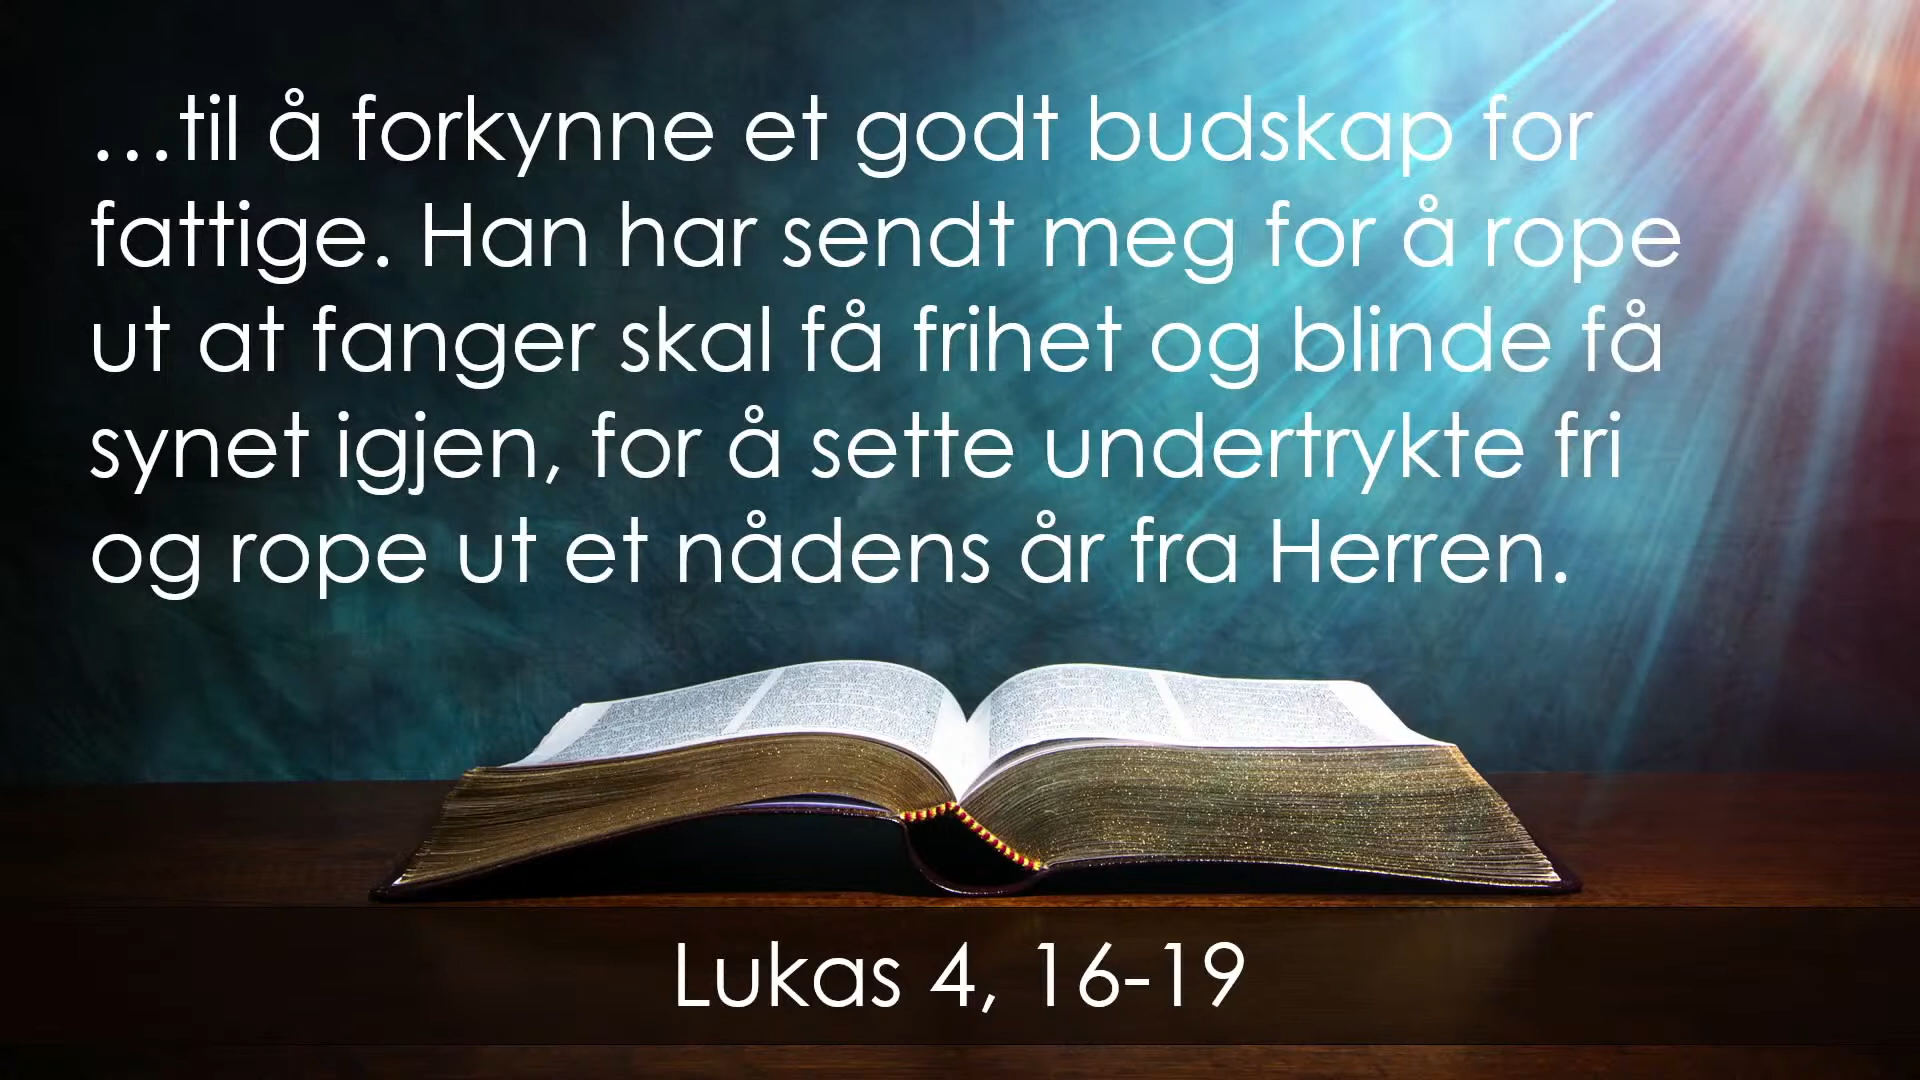 …til å forkynne et godt budskap for
fattige. Han har sendt meg for å rope
ut at fanger skal få frihet og blinde få
synet igjen, for å sette undertrykte fri
og rope ut et nådens år fra Herren.
Lukas 4, 16-19